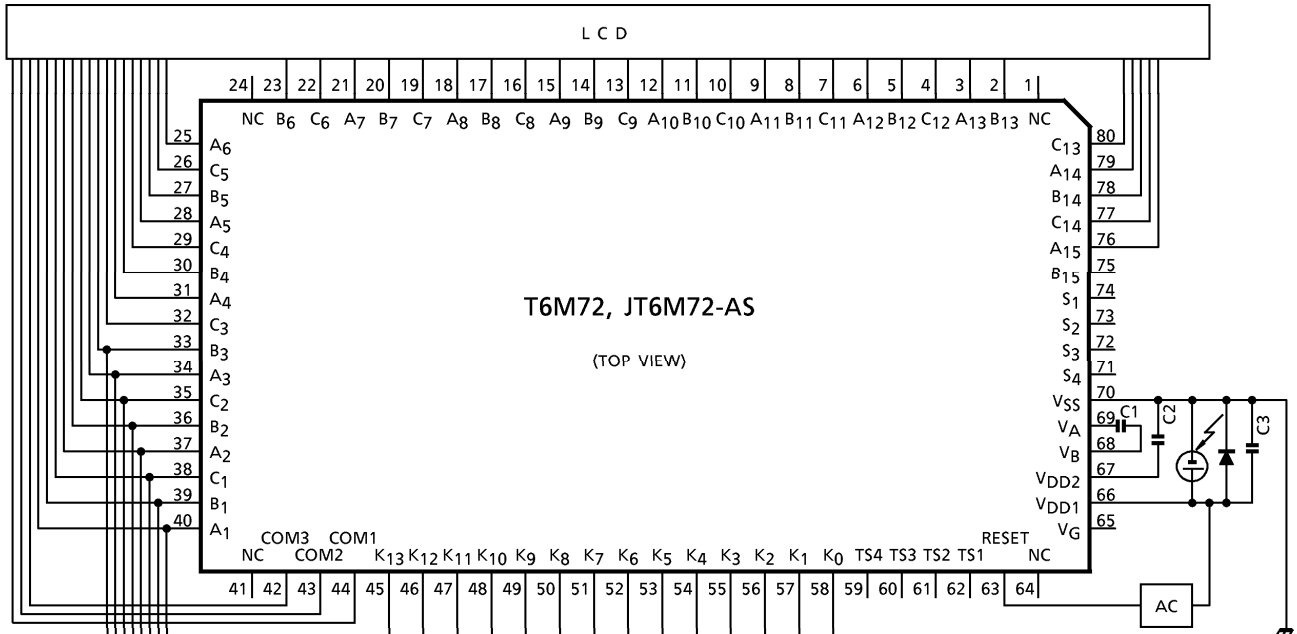 L C D
24 23 22 21 20 19 18 17 16 15 14 13 12 11 10 9 8 7 6 5 4 3 2 1
NC B6 C6 A7 B7 C7 A8 B8 C8 A9 B9 C9 A10 B10 C10 A11 B11 C11 A12 B12 C12 A13 B13 NC
25 A6 C13 80
26 C5 A14 79
27 B5 B14 78
28 A5 C14 77
29 C4 A15 76
30 B4 B15 75
31 A4 S1 74
T6M72, JT6M72-AS
32 C3 S2 73
33 B3 S3 72
(TOP VIEW)
34 A3 S4 71
35 C2 VSS 70
36 B2 VA 69 C1 C2 C3
37 A2 VB 68
38 C1 VDD2 67
39 B1 VDD1 66
40 A1 VG 65
COM3 COM1 RESET
NC COM2 K13 K12 K11 K10 K9 K8 K7 K6 K5 K4 K3 K2 K1 K0 TS4 TS3 TS2 TS1 NC
41 42 43 44 45 46 47 48 49 50 51 52 53 54 55 56 57 58 59 60 61 62 63 64
AC